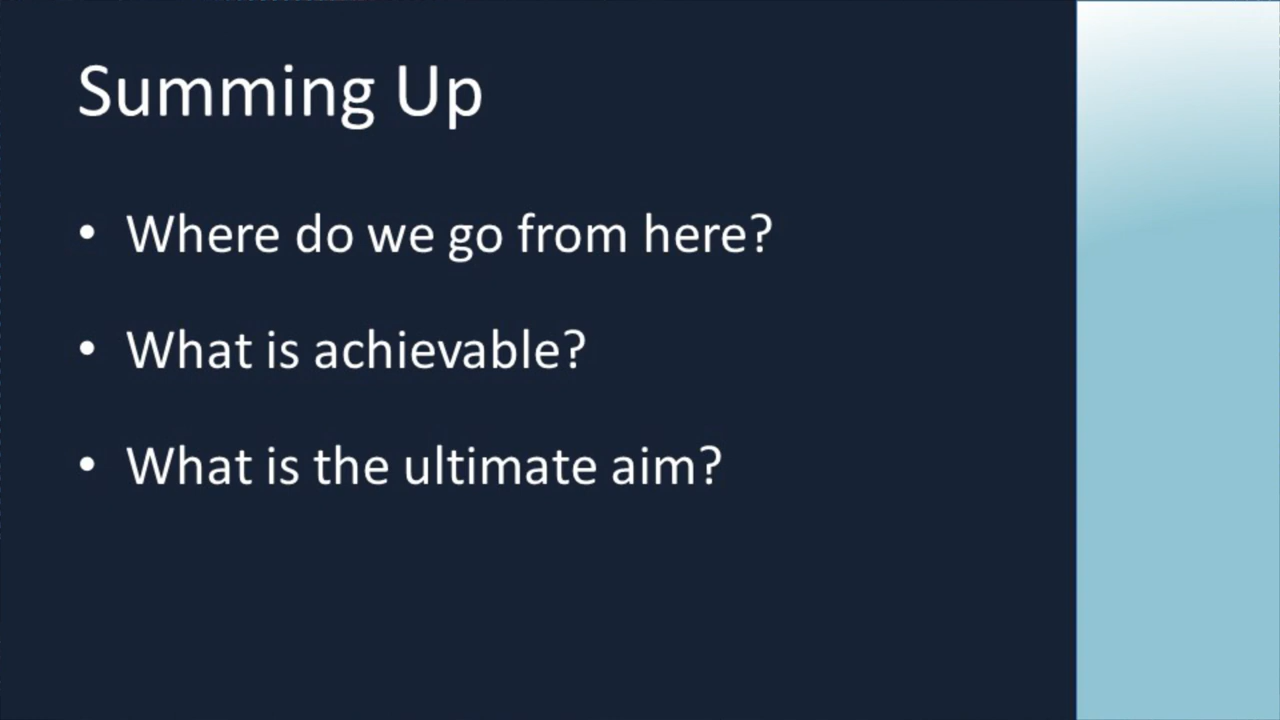 Summing Up
• Where do we go from here?
• What is achievable?
• What is the ultimate aim?